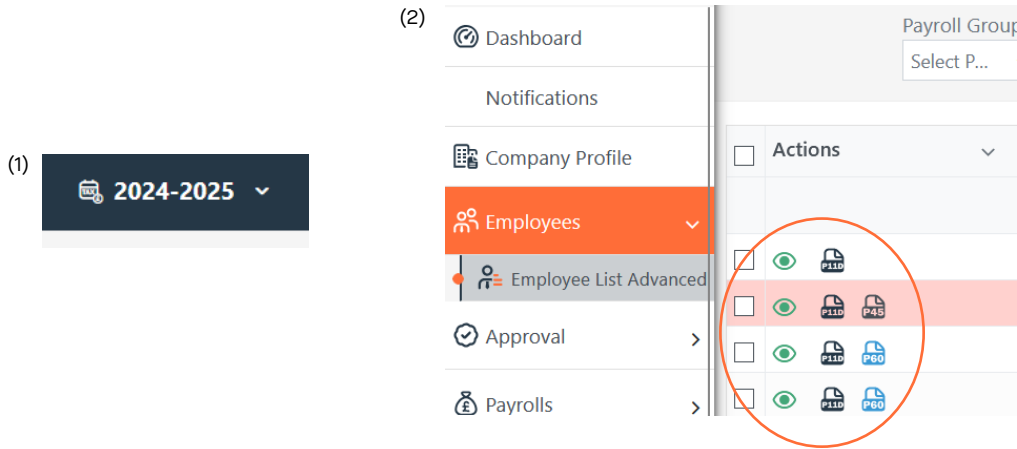 (1)
2024-2025
(2)
Dashboard
Notifications
Company Profile
Employees
Employee List Advanced
Approval
£ Payrolls
Payroll Group
Select P...
Actions
P11D
P11D P45
P11D P60
P11D P60